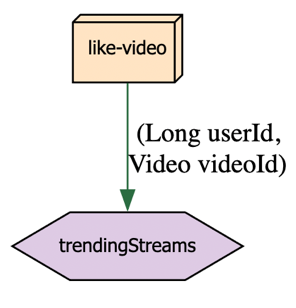 like-video
(Long userId,
Video videoId)
trendingStreams